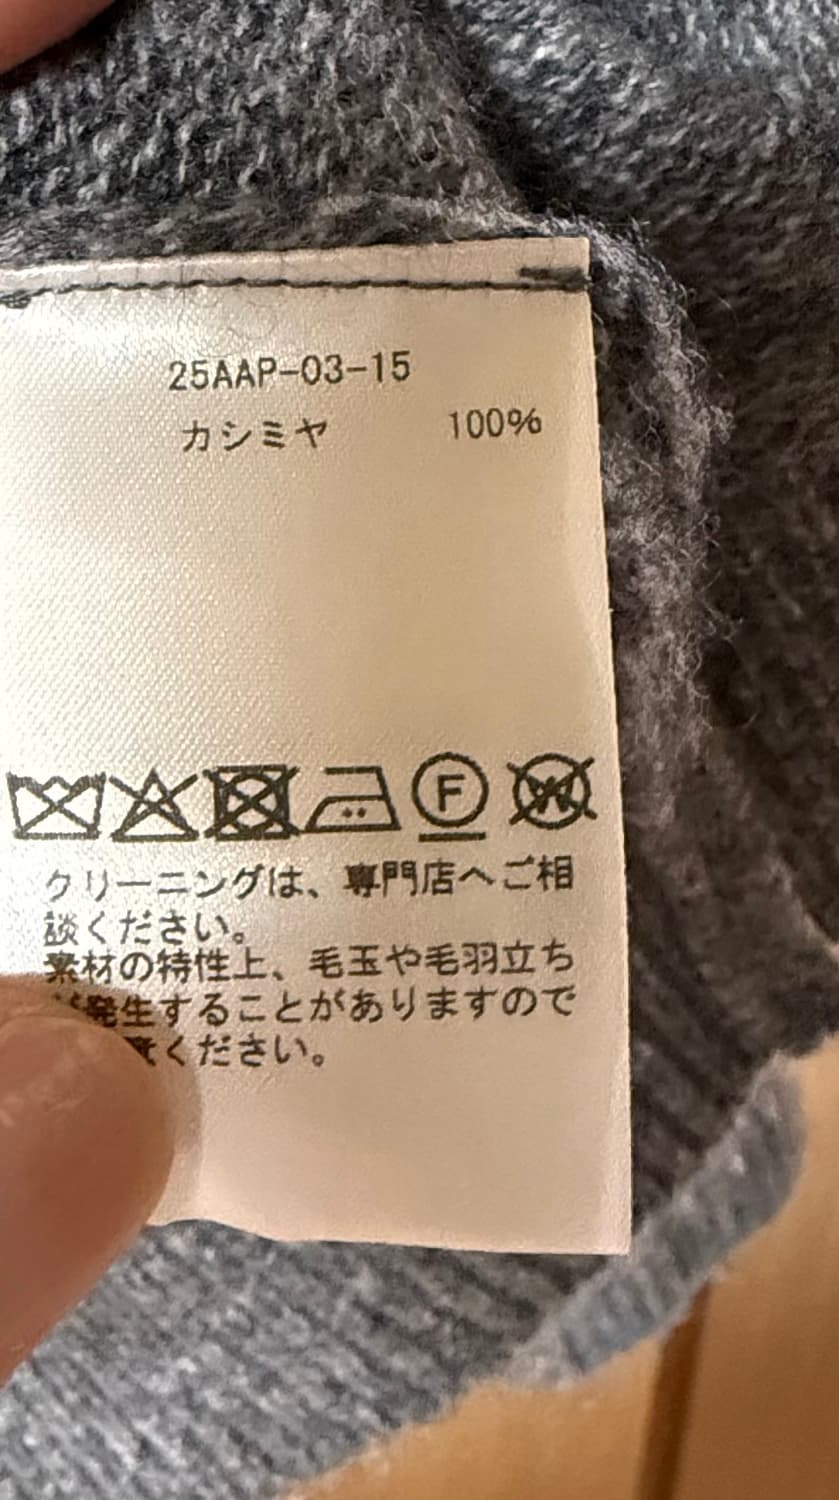 25AAP-03-15
カシミヤ 100%
F W
クリーニングは、専門店へご相
談ください。
素材の特性上、毛玉や毛羽立ち
発生することがありますので
ください。